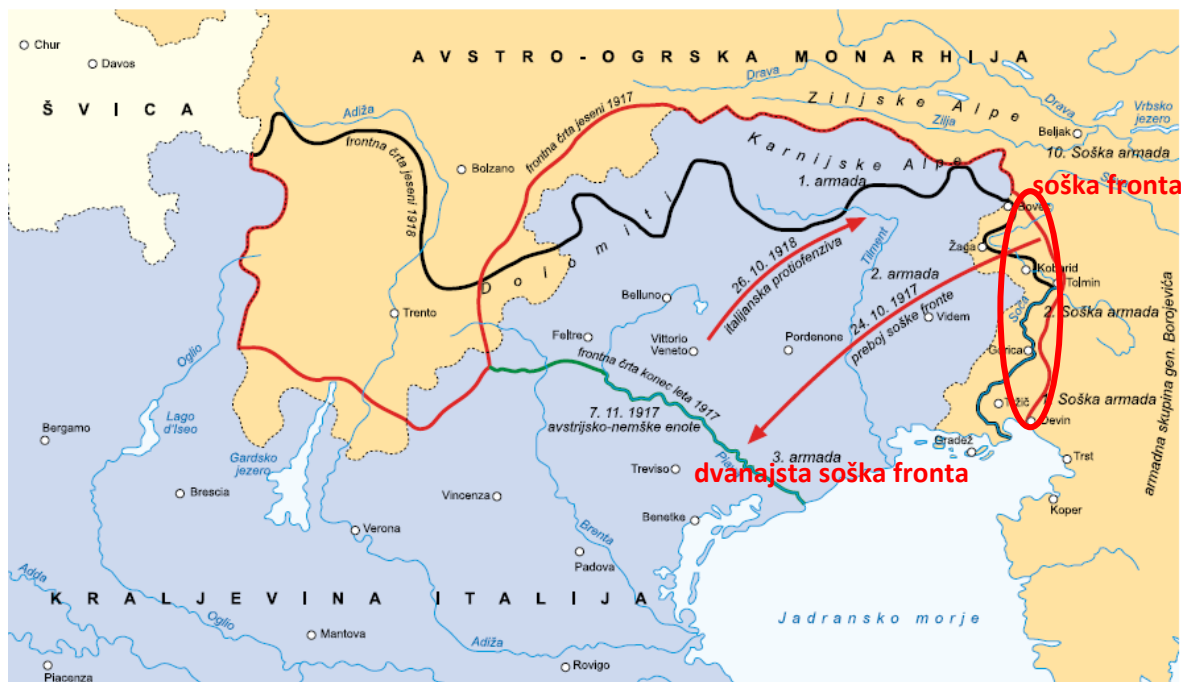 Chur
Davos
ŠVICA
AVSTRO-OGRSKA MONARHIJA
Drava
Ziljske Alpe
Zilja
Drava
Vrbsko
jezero
Beljak
10. Soška armada
Adiža
Bolzano
frontna črta jeseni 1917
frontna črta jeseni 1918
Karnijske Alpe
1. armada
soška fronta
Sava
Bovec
Žaga
Kobarid
Tolmin
Soča
2. Soška armada
Gorica
Tržič
1. Soška armada
Devin
Gradež
Trst
Koper
armadna skupina gen. Borojevića
Dolomiti
Tilment
26. 10. 1918
italijanska protiofenziva
2. armada
24. 10. 1917
preboj soške fronte
Belluno
Trento
Feltre
Vittorio
Veneto
Pordenone
Videm
frontna črta konec leta 1917
7. 11. 1917
avstrijsko-nemške enote
3. armada
dvanajsta soška fronta
Piava
Oglio
Lago
d'Iseo
Bergamo
Gardsko
jezero
Brescia
Vincenza
Treviso
Benetke
Verona
Brenta
Padova
Adda
KRALJEVINA ITALIJA
Oglio
Mantova
Adiža
Rovigo
Piacenza
Jadransko morje